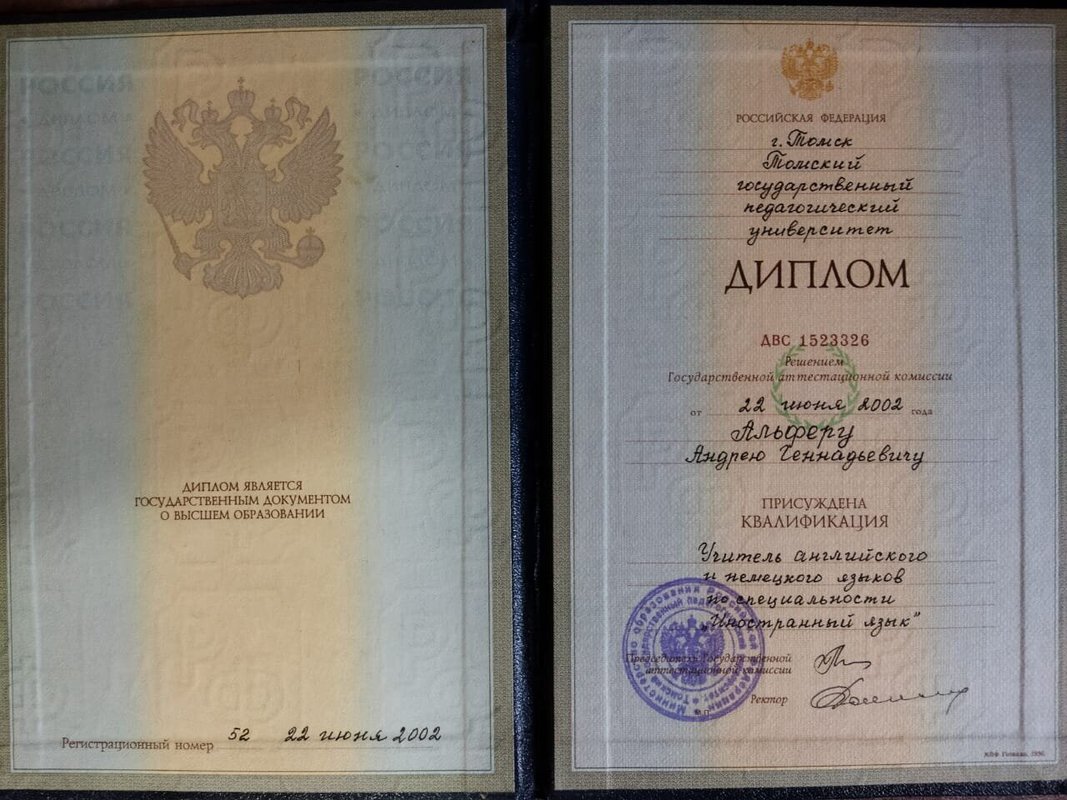 ДИПЛОМ ЯВЛЯЕТСЯ
ГОСУДАРСТВЕННЫМ ДОКУМЕНТОМ
О ВЫСШЕМ ОБРАЗОВАНИИ
Регистрационный номер 52 22 июня 2002
РОССИЙСКАЯ ФЕДЕРАЦИЯ
г. Томск
Томский
государственный
педагогический
университет
ДИПЛОМ
ДВС 1523326
Решением
Государственной аттестационной комиссии
от 22 июня 2002 года
Альферу
Андрею Геннадьевичу
ПРИСУЖДЕНА
КВАЛИФИКАЦИЯ
Учитель английского
и немецкого языков
по специальности
„Иностранный язык”
Председатель Государственной
аттестационной комиссии
Ректор